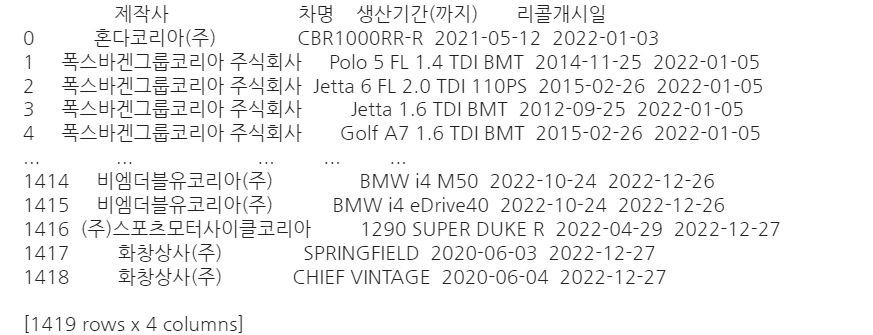 제작사 차명 생산기간(까지) 리콜개시일
0 혼다코리아(주) CBR1000RR-R 2021-05-12 2022-01-03
1 폭스바겐그룹코리아 주식회사 Polo 5 FL 1.4 TDI BMT 2014-11-25 2022-01-05
2 폭스바겐그룹코리아 주식회사 Jetta 6 FL 2.0 TDI 110PS 2015-02-26 2022-01-05
3 폭스바겐그룹코리아 주식회사 Jetta 1.6 TDI BMT 2012-09-25 2022-01-05
4 폭스바겐그룹코리아 주식회사 Golf A7 1.6 TDI BMT 2015-02-26 2022-01-05
... ... ... ... ...
1414 비엠더블유코리아(주) BMW i4 M50 2022-10-24 2022-12-26
1415 비엠더블유코리아(주) BMW i4 eDrive40 2022-10-24 2022-12-26
1416 (주)스포츠모터사이클코리아 1290 SUPER DUKE R 2022-04-29 2022-12-27
1417 화창상사(주) SPRINGFIELD 2020-06-03 2022-12-27
1418 화창상사(주) CHIEF VINTAGE 2020-06-04 2022-12-27
[1419 rows x 4 columns]